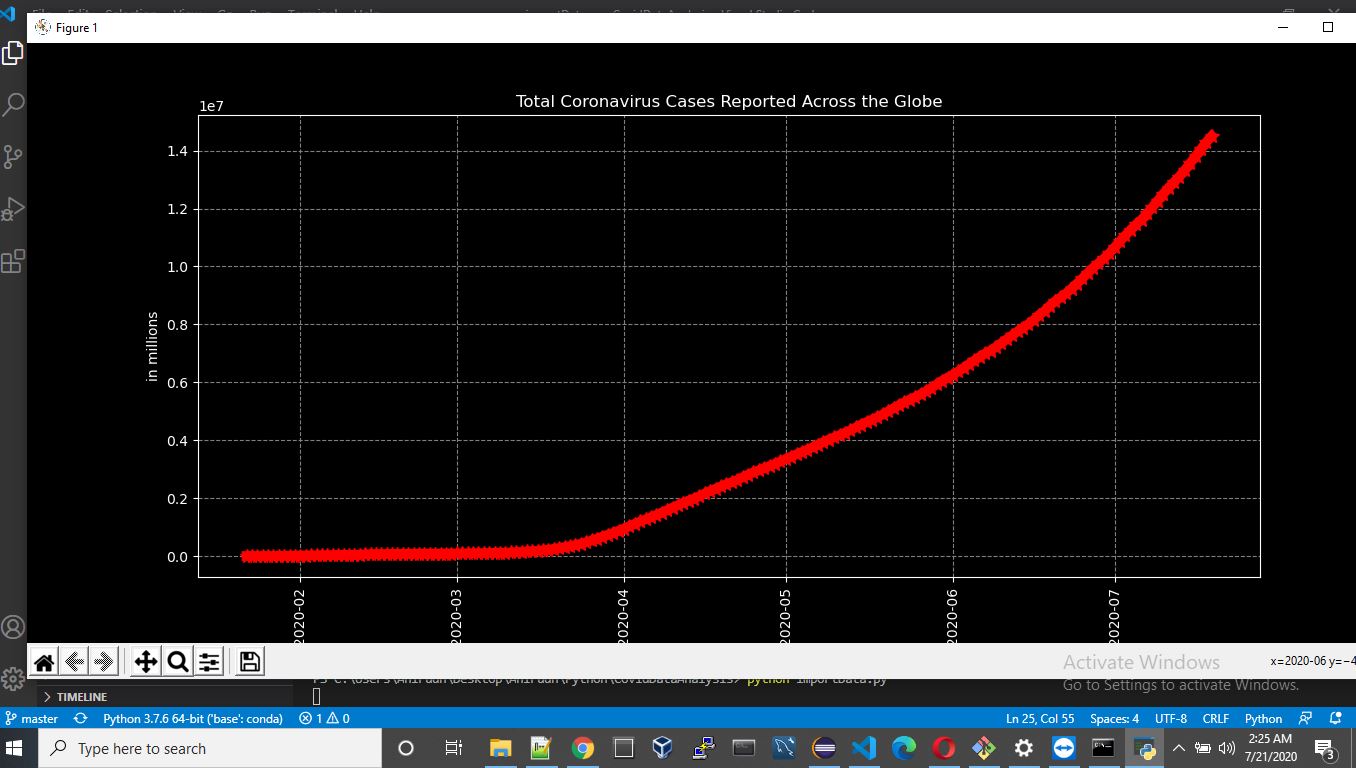 Figure 1
Total Coronavirus Cases Reported Across the Globe
1e7
1.4
1.2
1.0
0.8
0.6
0.4
0.2
0.0
in millions
2020-02
2020-03
2020-04
2020-05
2020-06
2020-07
Activate Windows
x=2020-06 y=−4
Go to Settings to activate Windows.
python importData.py
TIMELINE
master
Python 3.7.6 64-bit ('base': conda)
1
0
Ln 25, Col 55
Spaces: 4
UTF-8
CRLF
Python
Type here to search
2:25 AM
7/21/2020
3